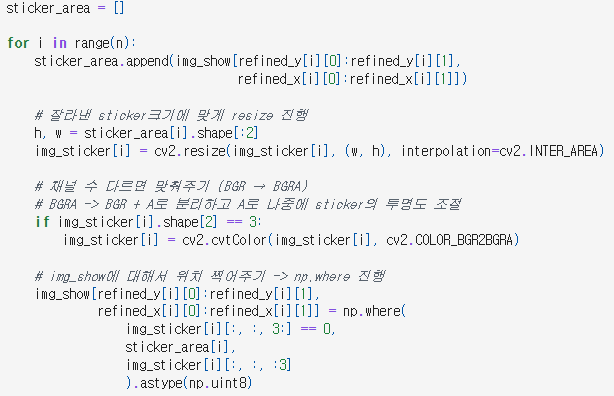 sticker_area = []
for i in range(n):
    sticker_area.append(img_show[refined_y[i][0]:refined_y[i][1],
                                 refined_x[i][0]:refined_x[i][1]])
    # 잘라낸 sticker크기에 맞게 resize 진행
    h, w = sticker_area[i].shape[:2]
    img_sticker[i] = cv2.resize(img_sticker[i], (w, h), interpolation=cv2.INTER_AREA)
    # 채널 수 다르면 맞춰주기 (BGR → BGRA)
    # BGRA -> BGR + A로 분리하고 A로 나중에 sticker의 투명도 조절
    if img_sticker[i].shape[2] == 3:
        img_sticker[i] = cv2.cvtColor(img_sticker[i], cv2.COLOR_BGR2BGRA)
    # img_show에 대해서 위치 찍어주기 -> np.where 진행
    img_show[refined_y[i][0]:refined_y[i][1],
             refined_x[i][0]:refined_x[i][1]] = np.where(
                 img_sticker[i][:, :, 3:] == 0,
                 sticker_area[i],
                 img_sticker[i][:, :, :3]
                 ).astype(np.uint8)